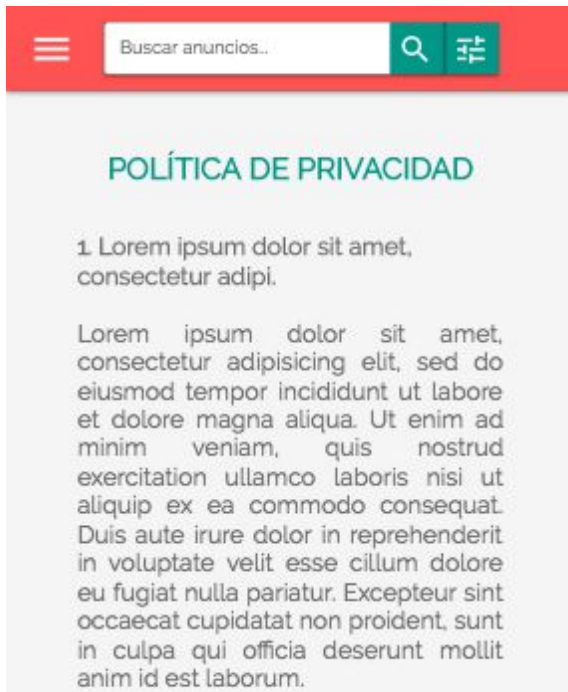 Buscar anuncios...
POLÍTICA DE PRIVACIDAD
1. Lorem ipsum dolor sit amet,
consectetur adipi.
Lorem ipsum dolor sit amet,
consectetur adipisicing elit, sed do
eiusmod tempor incididunt ut labore
et dolore magna aliqua. Ut enim ad
minim veniam, quis nostrud
exercitation ullamco laboris nisi ut
aliquip ex ea commodo consequat.
Duis aute irure dolor in reprehenderit
in voluptate velit esse cillum dolore
eu fugiat nulla pariatur. Excepteur sint
occaecat cupidatat non proident, sunt
in culpa qui officia deserunt mollit
anim id est laborum.